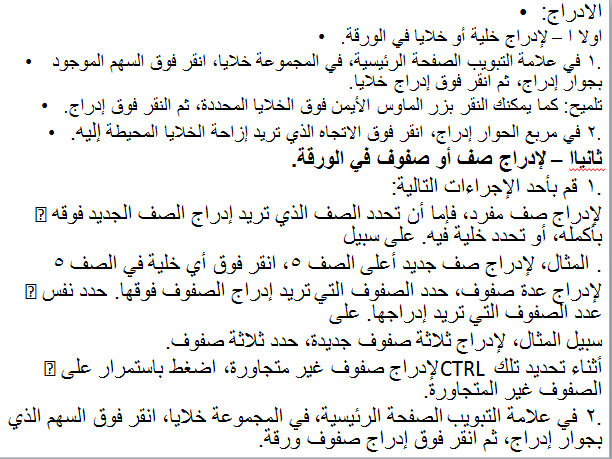 • الادراج:
• اولا ا – لإدراج خلية أو خلايا في الورقة.
• .١ في علامة التبويب الصفحة الرئيسية، في المجموعة خلايا، انقر فوق السهم الموجود
بجوار إدراج، ثم انقر فوق إدراج خلايا.
• تلميح: كما يمكنك النقر بزر الماوس الأيمن فوق الخلايا المحددة، ثم النقر فوق إدراج.
• .٢ في مربع الحوار إدراج، انقر فوق الاتجاه الذي تريد إزاحة الخلايا المحيطة إليه.
ثانياا – لإدراج صف أو صفوف في الورقة.
.١ قم بأحد الإجراءات التالية:
لإدراج صف مفرد، فإما أن تحدد الصف الذي تريد إدراج الصف الجديد فوقه
بأكمله، أو تحدد خلية فيه. على سبيل
. المثال، لإدراج صف جديد أعلى الصف ٥، انقر فوق أي خلية في الصف ٥
لإدراج عدة صفوف، حدد الصفوف التي تريد إدراج الصفوف فوقها. حدد نفس
عدد الصفوف التي تريد إدراجها. على
سبيل المثال، لإدراج ثلاثة صفوف جديدة، حدد ثلاثة صفوف.
أثناء تحديد تلك CTRLلإدراج صفوف غير متجاورة، اضغط باستمرار على
الصفوف غير المتجاورة.
.٢ في علامة التبويب الصفحة الرئيسية، في المجموعة خلايا، انقر فوق السهم الذي
بجوار إدراج، ثم انقر فوق إدراج صفوف ورقة.